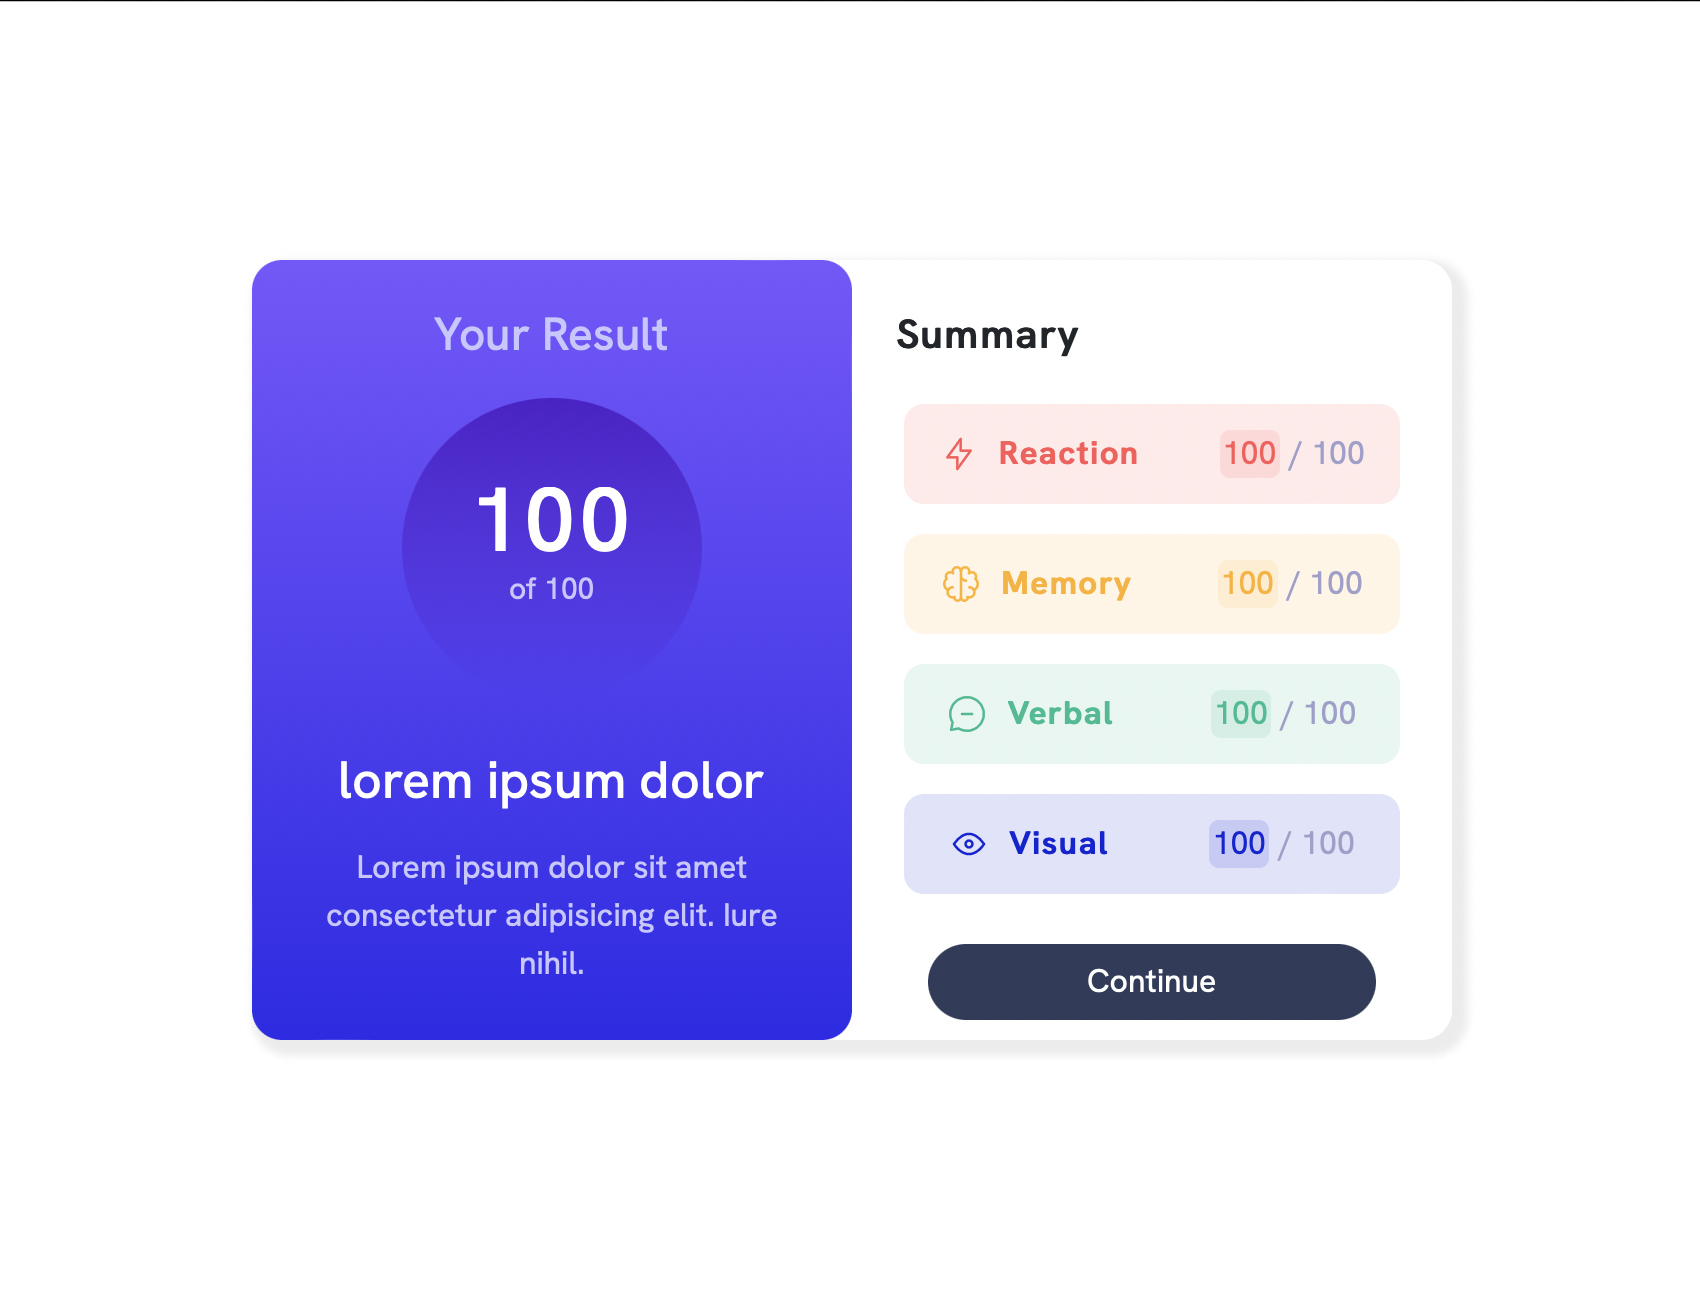 Your Result
100
of 100
lorem ipsum dolor
Lorem ipsum dolor sit amet
consectetur adipisicing elit. Iure
nihil.
Summary
Reaction 100 / 100
Memory 100 / 100
Verbal 100 / 100
Visual 100 / 100
Continue